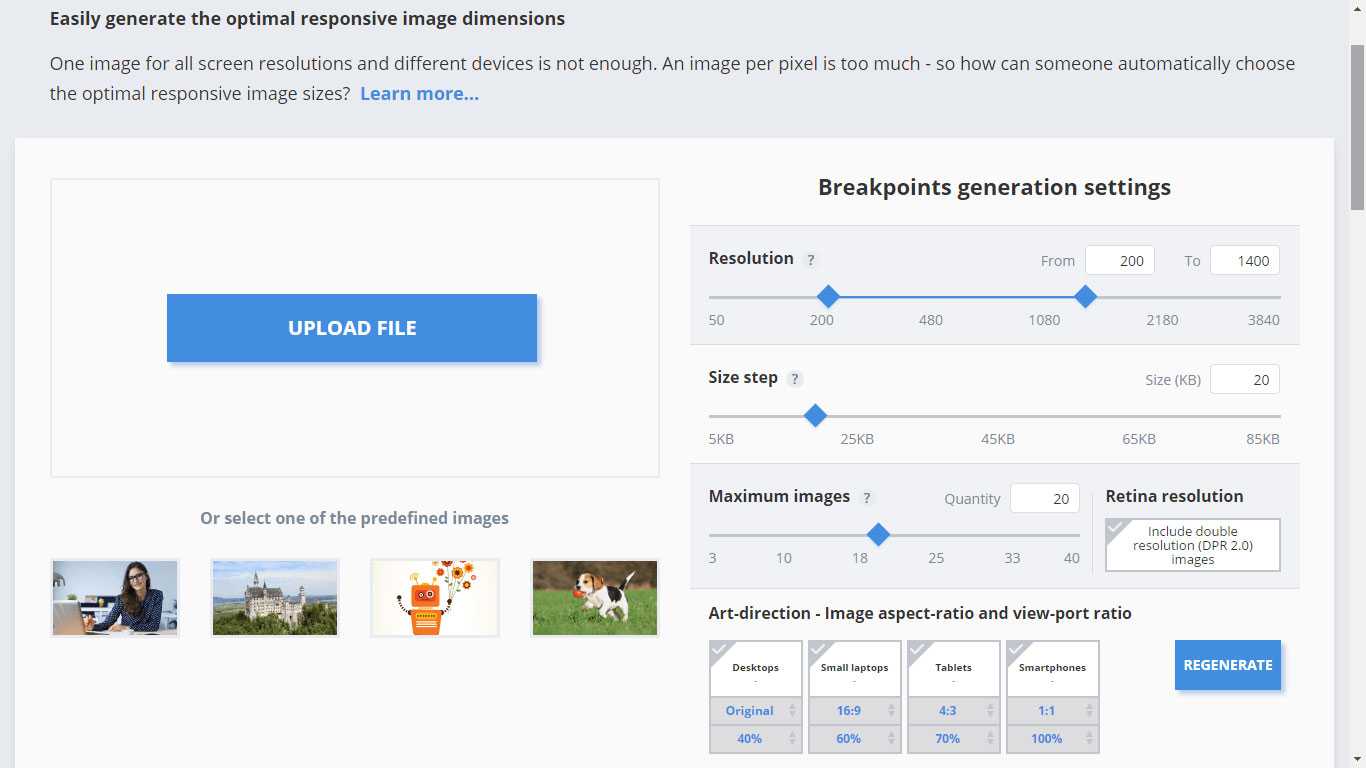 Easily generate the optimal responsive image dimensions
One image for all screen resolutions and different devices is not enough. An image per pixel is too much - so how can someone automatically choose
the optimal responsive image sizes? Learn more...
UPLOAD FILE
Or select one of the predefined images
Breakpoints generation settings
Resolution ? From 200 To 1400
50 200 480 1080 2180 3840
Size step ? Size (KB) 20
5KB 25KB 45KB 65KB 85KB
Maximum images ? Quantity 20
3 10 18 25 33 40
Retina resolution
Include double
resolution (DPR 2.0)
images
Art-direction - Image aspect-ratio and view-port ratio
Desktops Small laptops Tablets Smartphones
- - - -
Original 16:9 4:3 1:1
40% 60% 70% 100%
REGENERATE